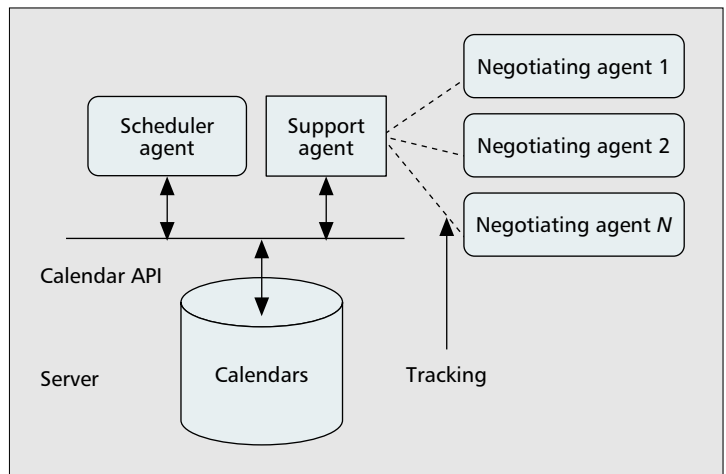 Negotiating agent 1
Scheduler
agent
Support
agent
Negotiating agent 2
Negotiating agent N
Calendar API
Server
Calendars
Tracking